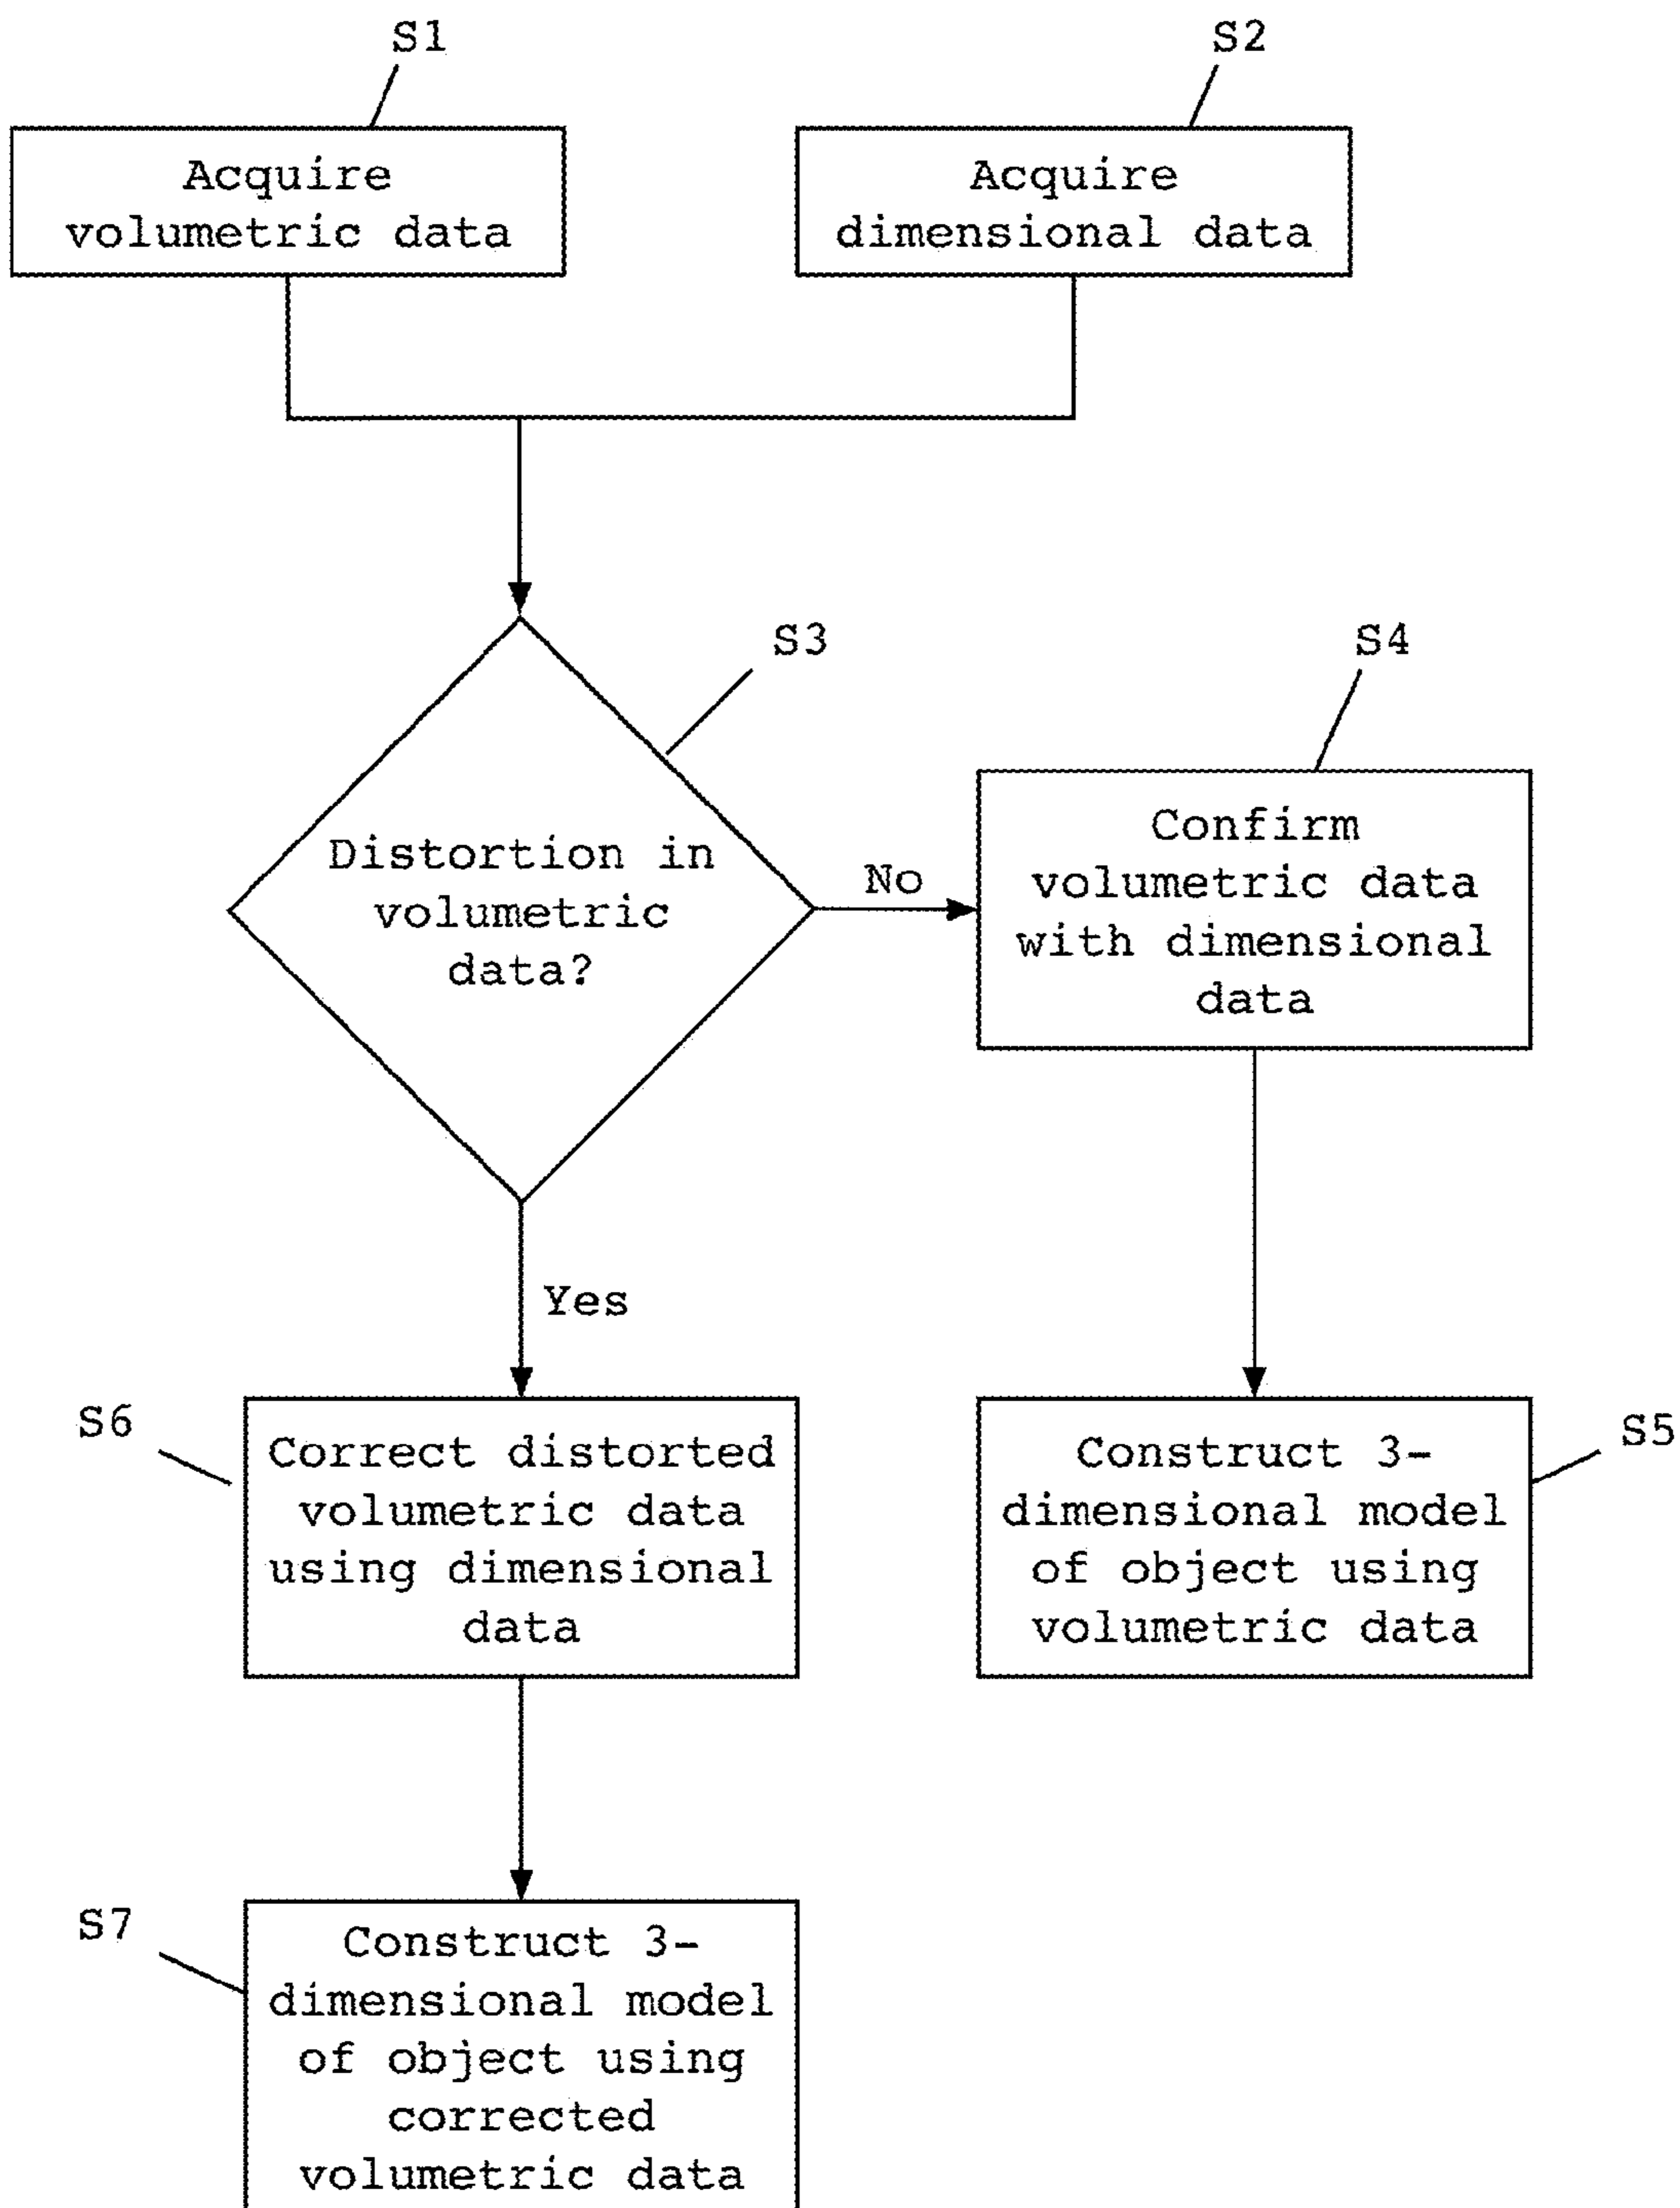 S1
S2
Acquire
volumetric data
Acquire
dimensional data
S3
S4
Distortion in
volumetric
data?
No
Confirm
volumetric data
with dimensional
data
Yes
S6
Correct distorted
volumetric data
using dimensional
data
Construct 3-
dimensional model
of object using
volumetric data
S5
S7
Construct 3-
dimensional model
of object using
corrected
volumetric data